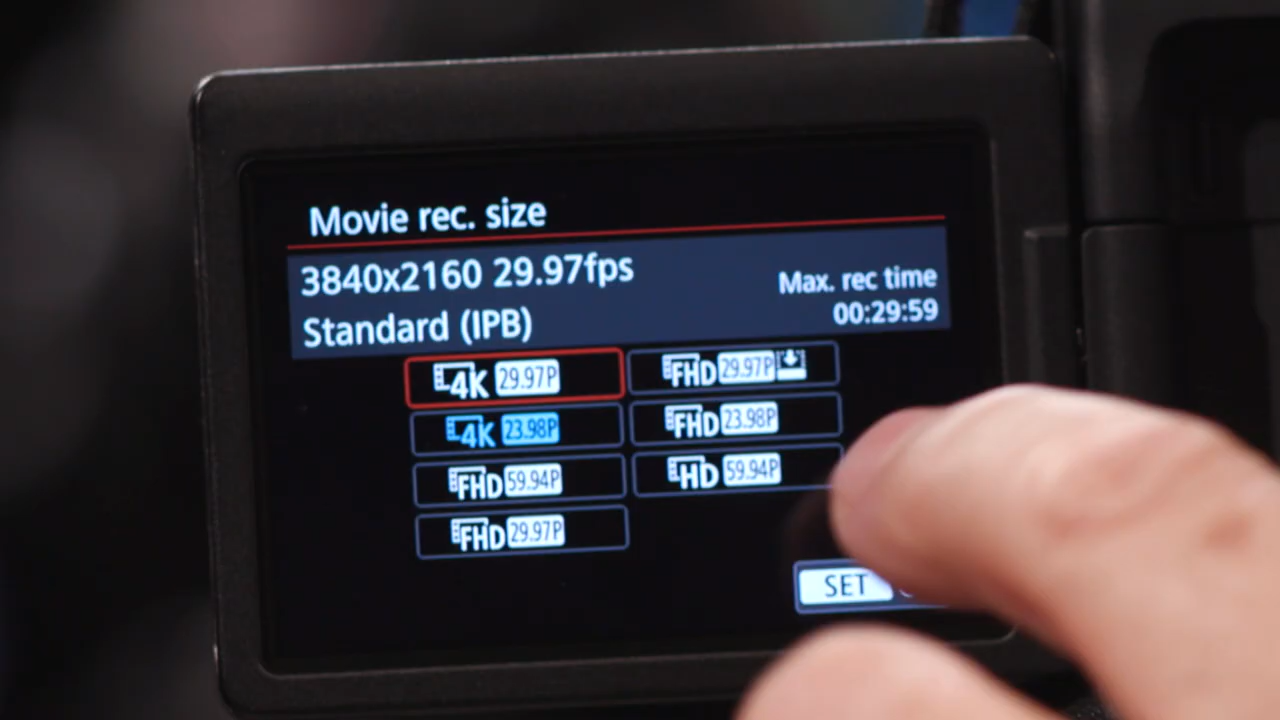 Movie rec. size
3840x2160 29.97fps
Standard (IPB)
Max. rec time
00:29:59
4K 29.97P
FHD 29.97P
4K 23.98P
FHD 23.98P
FHD 59.94P
HD 59.94P
FHD 29.97P
SET